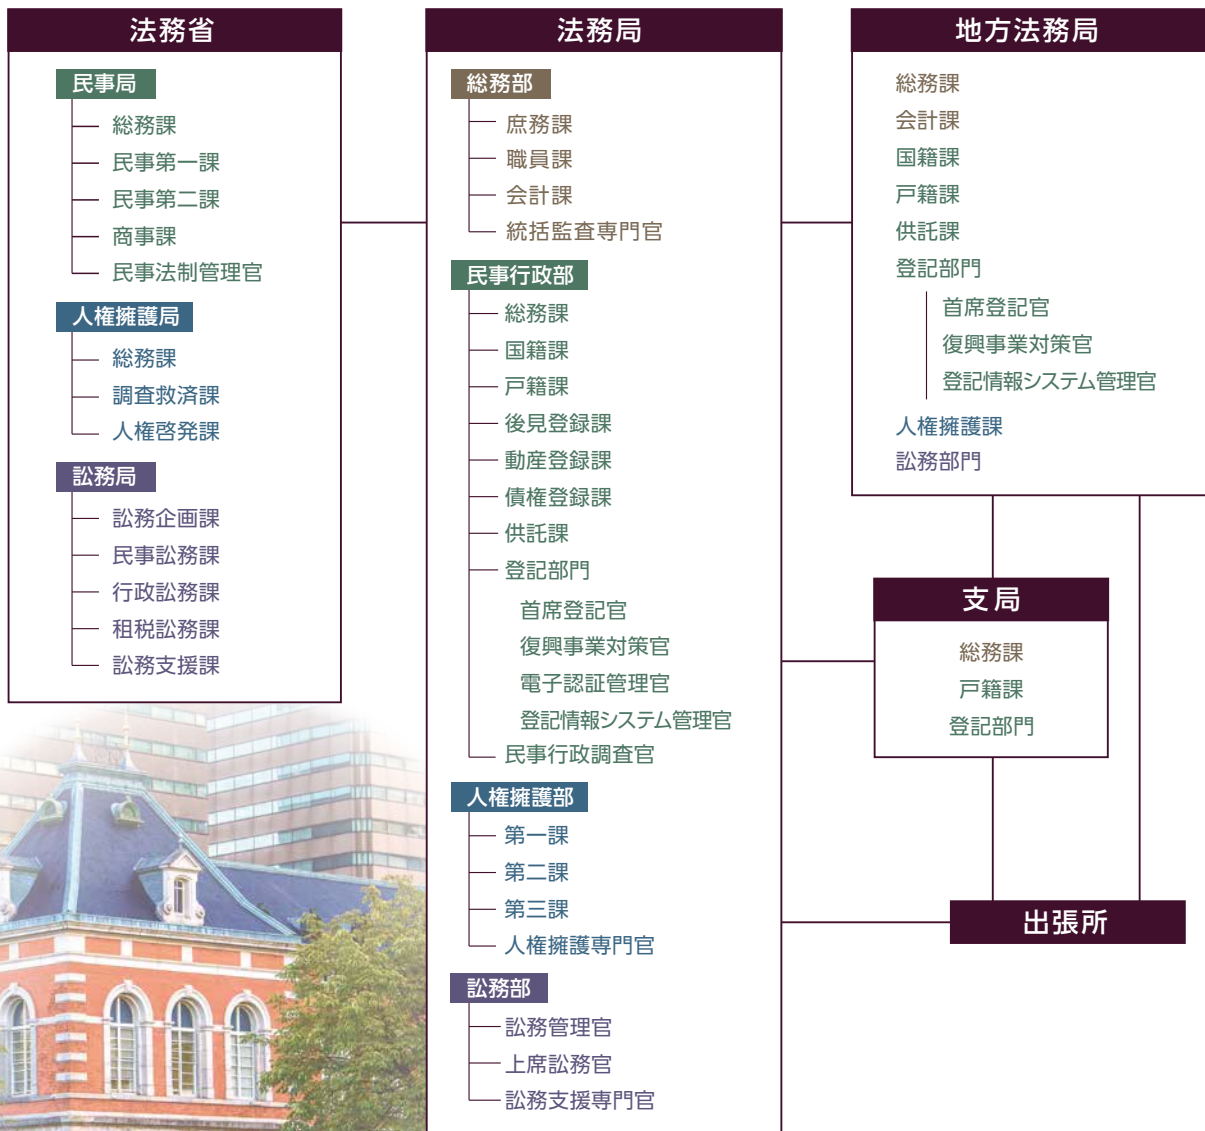 法務省
民事局
総務課
民事第一課
民事第二課
商事課
民事法制管理官
人権擁護局
総務課
調査救済課
人権啓発課
訟務局
訟務企画課
民事訟務課
行政訟務課
租税訟務課
訟務支援課
法務局
総務部
庶務課
職員課
会計課
統括監査専門官
民事行政部
総務課
国籍課
戸籍課
後見登録課
動産登録課
債権登録課
供託課
登記部門
首席登記官
復興事業対策官
電子認証管理官
登記情報システム管理官
民事行政調査官
人権擁護部
第一課
第二課
第三課
人権擁護専門官
訟務部
訟務管理官
上席訟務官
訟務支援専門官
地方法務局
総務課
会計課
国籍課
戸籍課
供託課
登記部門
首席登記官
復興事業対策官
登記情報システム管理官
人権擁護課
訟務部門
支局
総務課
戸籍課
登記部門
出張所